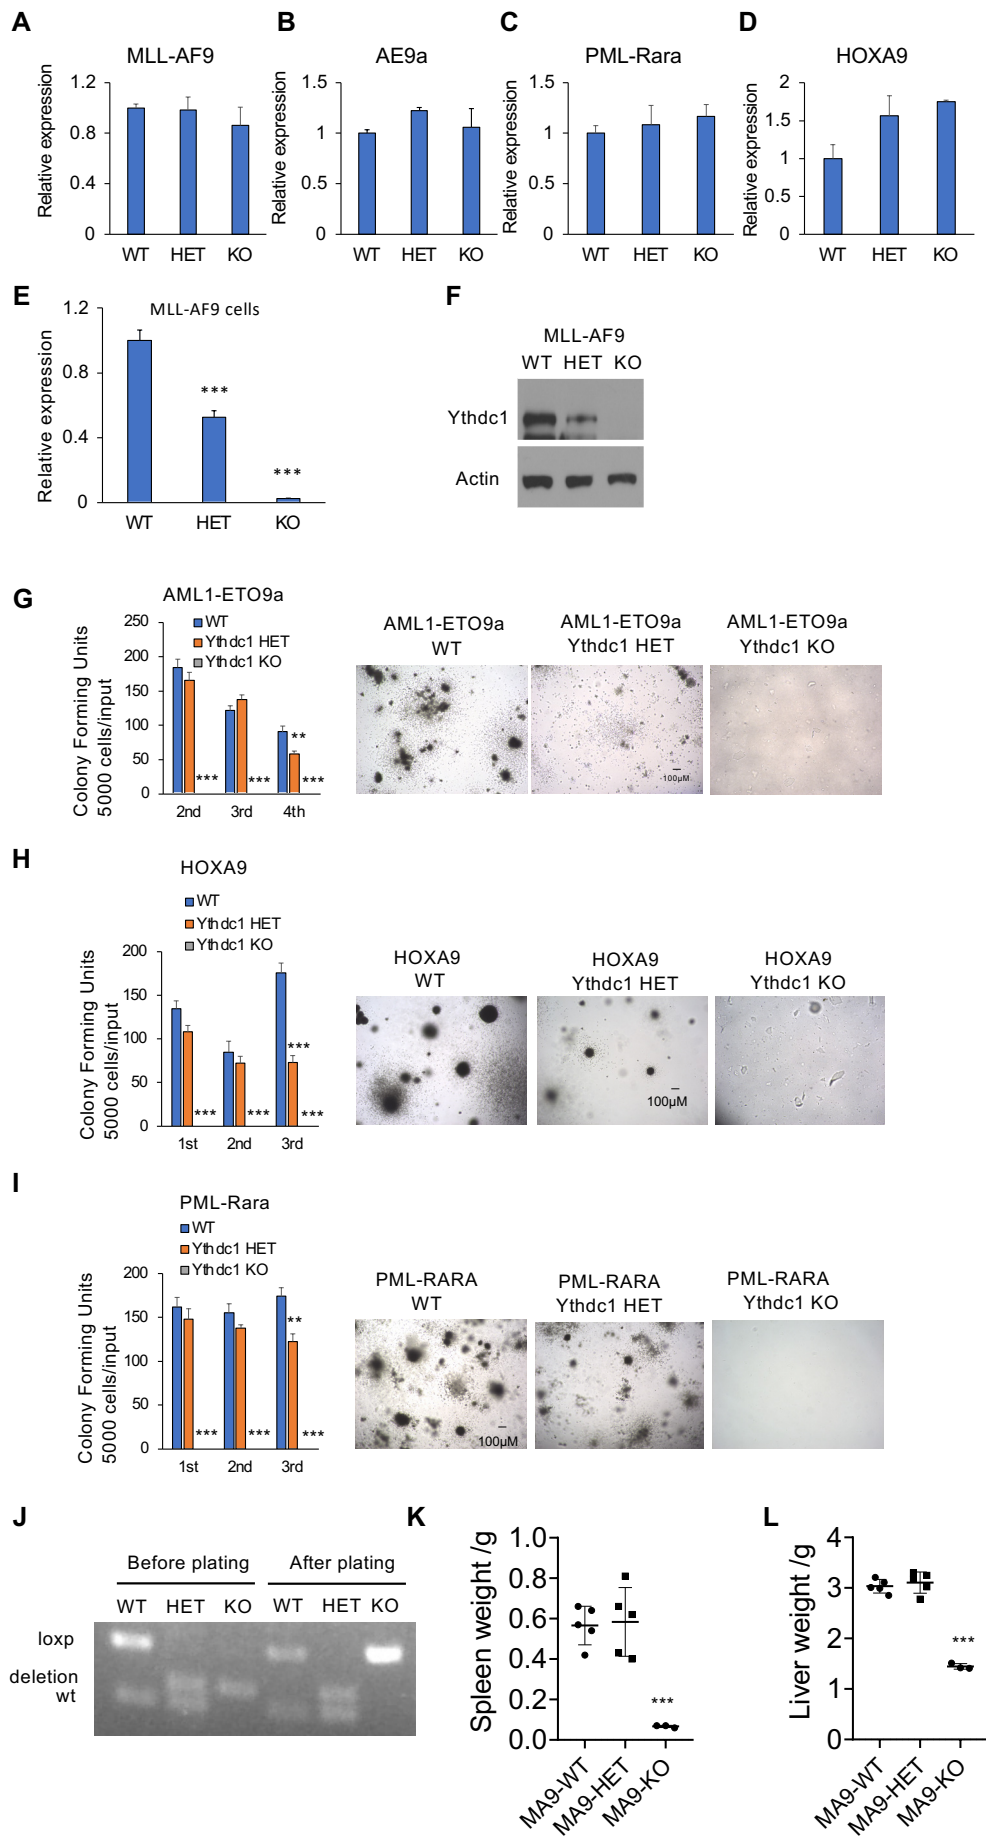 A
B
C
D
MLL-AF9
AE9a
PML-Rara
HOXA9
Relative expression
1.2
0.8
0.4
0
WT HET KO
Relative expression
1.5
1
0.5
0
WT HET KO
Relative expression
1.5
1
0.5
0
WT HET KO
Relative expression
2
1.5
1
0.5
0
WT HET KO
E
MLL-AF9 cells
Relative expression
1.2
0.8
0.4
0
***
***
WT HET KO
F
MLL-AF9
WT HET KO
Ythdc1
Actin
G
AML1-ETO9a
WT
Ythdc1 HET
Ythdc1 KO
Colony Forming Units
5000 cells/input
250
200
150
100
50
0
*** *** ** ***
2nd 3rd 4th
AML1-ETO9a
WT
AML1-ETO9a
Ythdc1 HET
AML1-ETO9a
Ythdc1 KO
100µM
H
HOXA9
WT
Ythdc1 HET
Ythdc1 KO
Colony Forming Units
5000 cells/input
200
150
100
50
0
*** *** *** ***
1st 2nd 3rd
HOXA9
WT
HOXA9
Ythdc1 HET
HOXA9
Ythdc1 KO
100µM
I
PML-Rara
WT
Ythdc1 HET
Ythdc1 KO
Colony Forming Units
5000 cells/input
200
150
100
50
0
*** *** ** ***
1st 2nd 3rd
PML-RARA
WT
PML-RARA
Ythdc1 HET
PML-RARA
Ythdc1 KO
100µM
J
Before plating After plating
WT HET KO WT HET KO
loxp
deletion
wt
K
Spleen weight /g
1.0
0.8
0.6
0.4
0.2
0.0
***
MA9-WT
MA9-HET
MA9-KO
L
Liver weight /g
4
3
2
1
0
***
MA9-WT
MA9-HET
MA9-KO